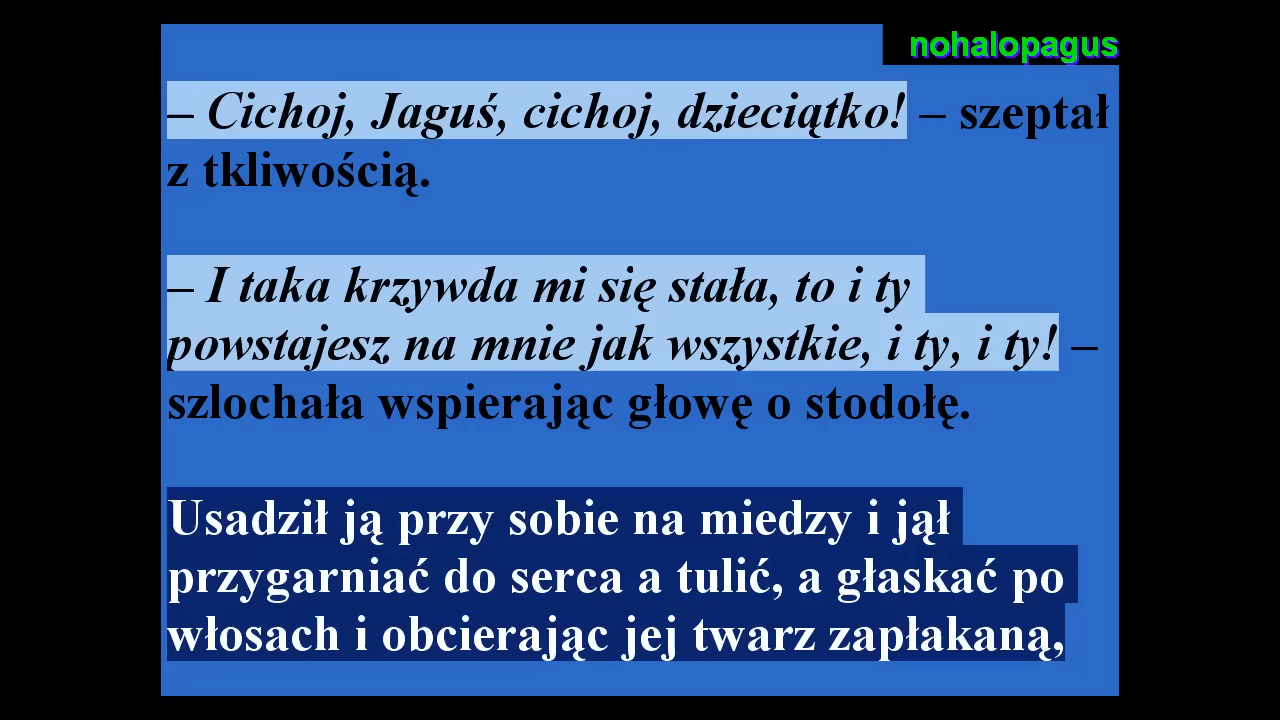 nohalopagus
– Cichoj, Jaguś, cichoj, dzieciątko! – szeptał
z tkliwością.
– I taka krzywda mi się stała, to i ty
powstajesz na mnie jak wszystkie, i ty, i ty! –
szlochała wspierając głowę o stodołę.
Usadził ją przy sobie na miedzy i jął
przygarniać do serca a tulić, a głaskać po
włosach i obcierając jej twarz zapłakaną,